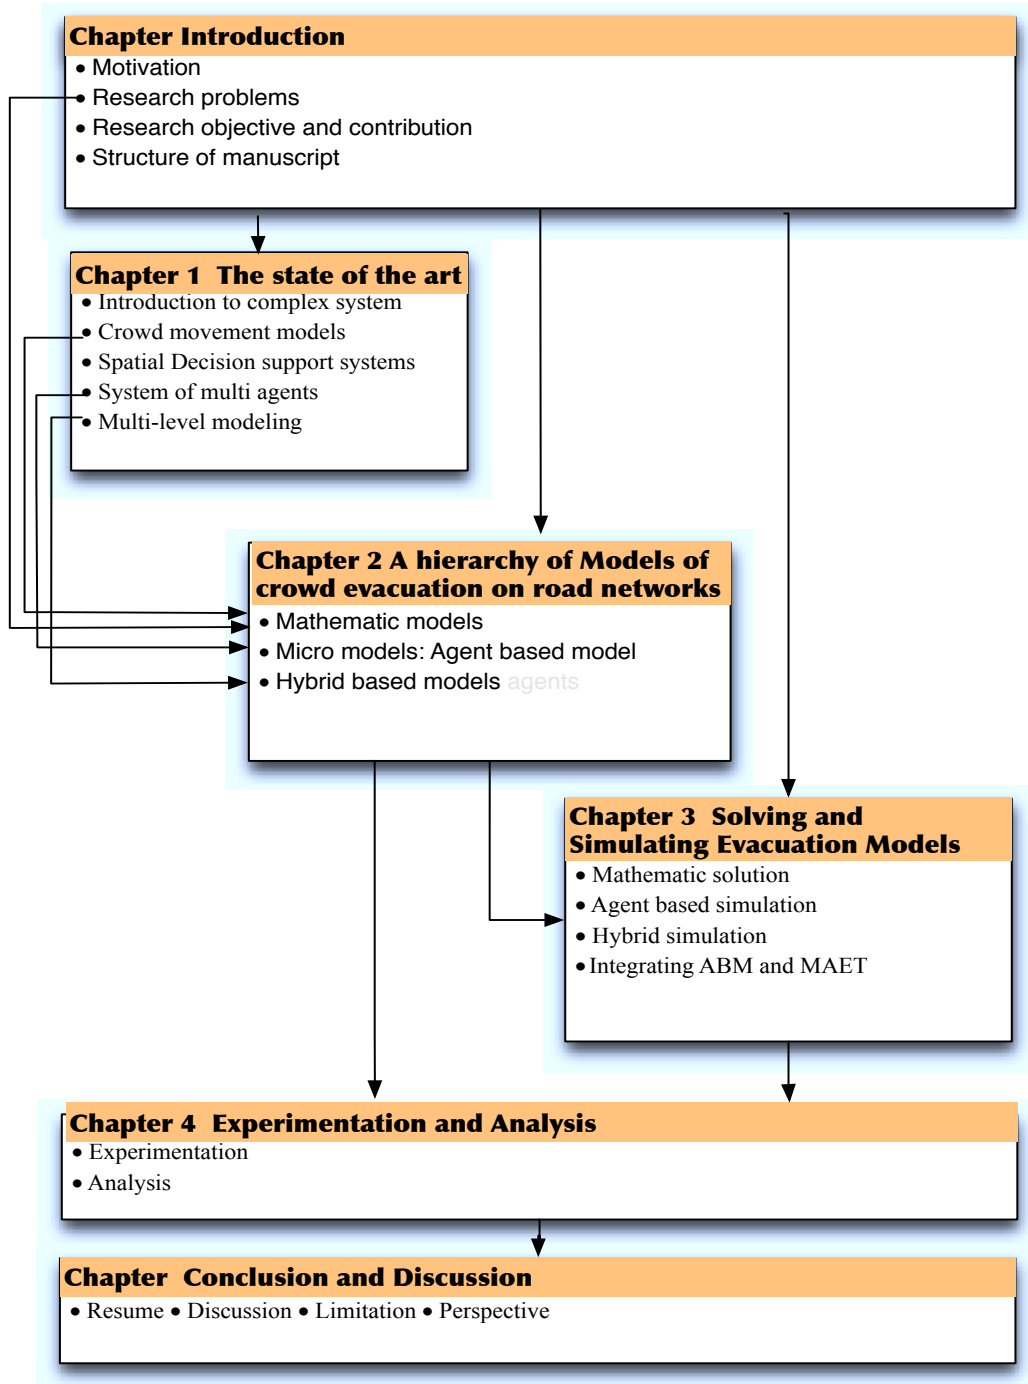 Chapter Introduction
• Motivation
• Research problems
• Research objective and contribution
• Structure of manuscript
Chapter 1 The state of the art
• Introduction to complex system
• Crowd movement models
• Spatial Decision support systems
• System of multi agents
• Multi-level modeling
Chapter 2 A hierarchy of Models of
crowd evacuation on road networks
• Mathematic models
• Micro models: Agent based model
• Hybrid based models agents
Chapter 3 Solving and
Simulating Evacuation Models
• Mathematic solution
• Agent based simulation
• Hybrid simulation
• Integrating ABM and MAET
Chapter 4 Experimentation and Analysis
• Experimentation
• Analysis
Chapter Conclusion and Discussion
• Resume • Discussion • Limitation • Perspective